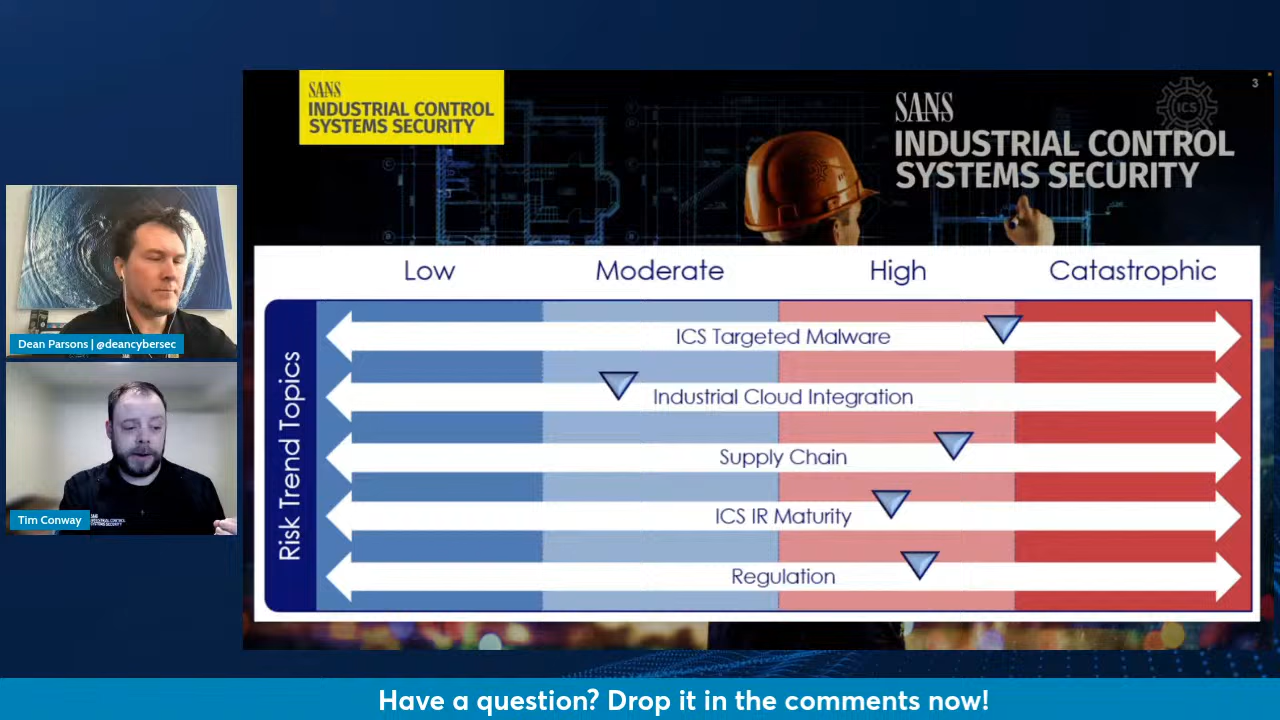 SANS
INDUSTRIAL CONTROL
SYSTEMS SECURITY
3
ICS
SANS
INDUSTRIAL CONTROL
SYSTEMS SECURITY
Low
Moderate
High
Catastrophic
Risk Trend Topics
ICS Targeted Malware
Industrial Cloud Integration
Supply Chain
ICS IR Maturity
Regulation
Dean Parsons | @deancybersec
Tim Conway
Have a question? Drop it in the comments now!